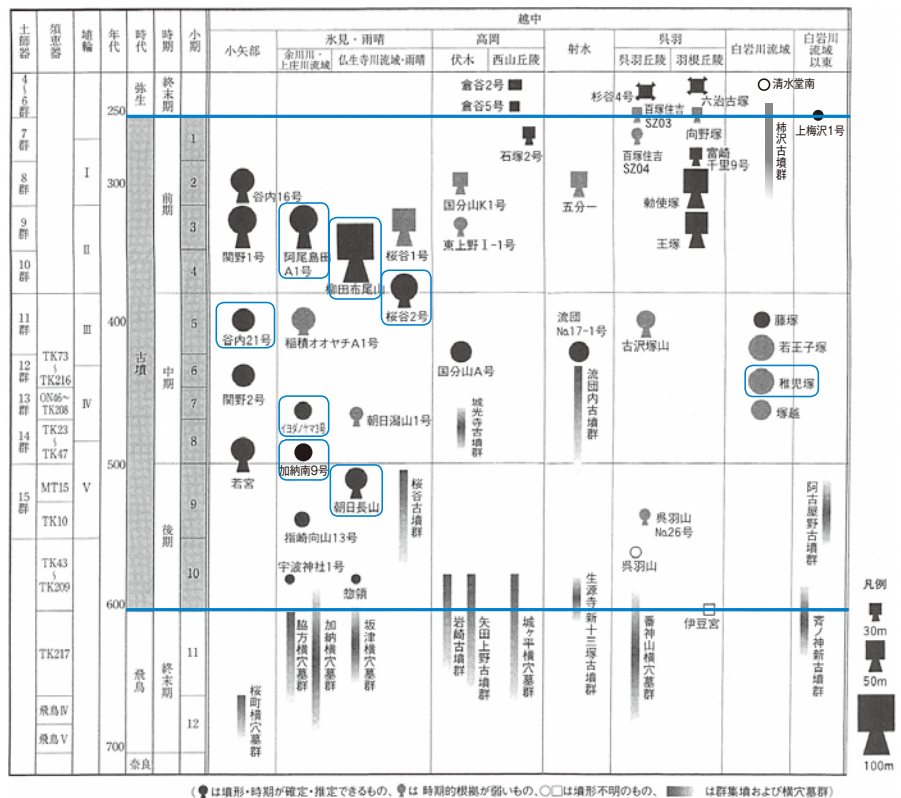 越中
土師器
須恵器
埴輪
年代
時代
時期
小期
小矢部
氷見・雨晴
余川川・上庄川流域
仏生寺川流域・雨晴
高岡
伏木
西山丘陵
射水
呉羽
呉羽丘陵
羽根丘陵
白岩川流域
白岩川流域以東
4～6群
7群
8群
9群
10群
11群
12群
13群
14群
15群
TK73～TK216
ON46～TK208
TK23～TK47
MT15
TK10
TK43～TK209
TK217
飛鳥Ⅳ
飛鳥Ⅴ
Ⅰ
Ⅱ
Ⅲ
Ⅳ
Ⅴ
250
300
400
500
600
700
弥生
古墳
飛鳥
奈良
終末期
前期
中期
後期
終末期
1
2
3
4
5
6
7
8
9
10
11
12
谷内16号
関野1号
谷内21号
関野2号
若宮
桜町横穴墓群
阿尾島田A1号
稲積オオヤチA1号
イヨダノヤマ3号
加納南9号
指崎向山13号
宇波神社1号
脇方横穴墓群
加納横穴墓群
柳田布尾山
桜谷1号
桜谷2号
朝日潟山1号
朝日長山
桜谷古墳群
惣領
坂津横穴墓群
倉谷2号
倉谷5号
石塚2号
国分山K1号
東上野Ⅰ-1号
国分山A号
城光寺古墳群
岩崎古墳群
矢田上野古墳群
城ヶ平横穴墓群
五分一
流団No.17-1号
流団内古墳群
生源寺新十三塚古墳群
杉谷4号
六治古塚
百塚住吉SZ03
向野塚
百塚住吉SZ04
富崎千里9号
勅使塚
王塚
古沢塚山
呉羽山No.26号
呉羽山
番神山横穴墓群
伊豆宮
清水堂南
柿沢古墳群
上梅沢1号
藤塚
若王子塚
稚児塚
塚越
阿古屋野古墳群
斉ノ神新古墳群
凡例
30m
50m
100m
(は墳形・時期が確定・推定できるもの、は時期的根拠が弱いもの、○□は墳形不明のもの、は群集墳および横穴墓群)